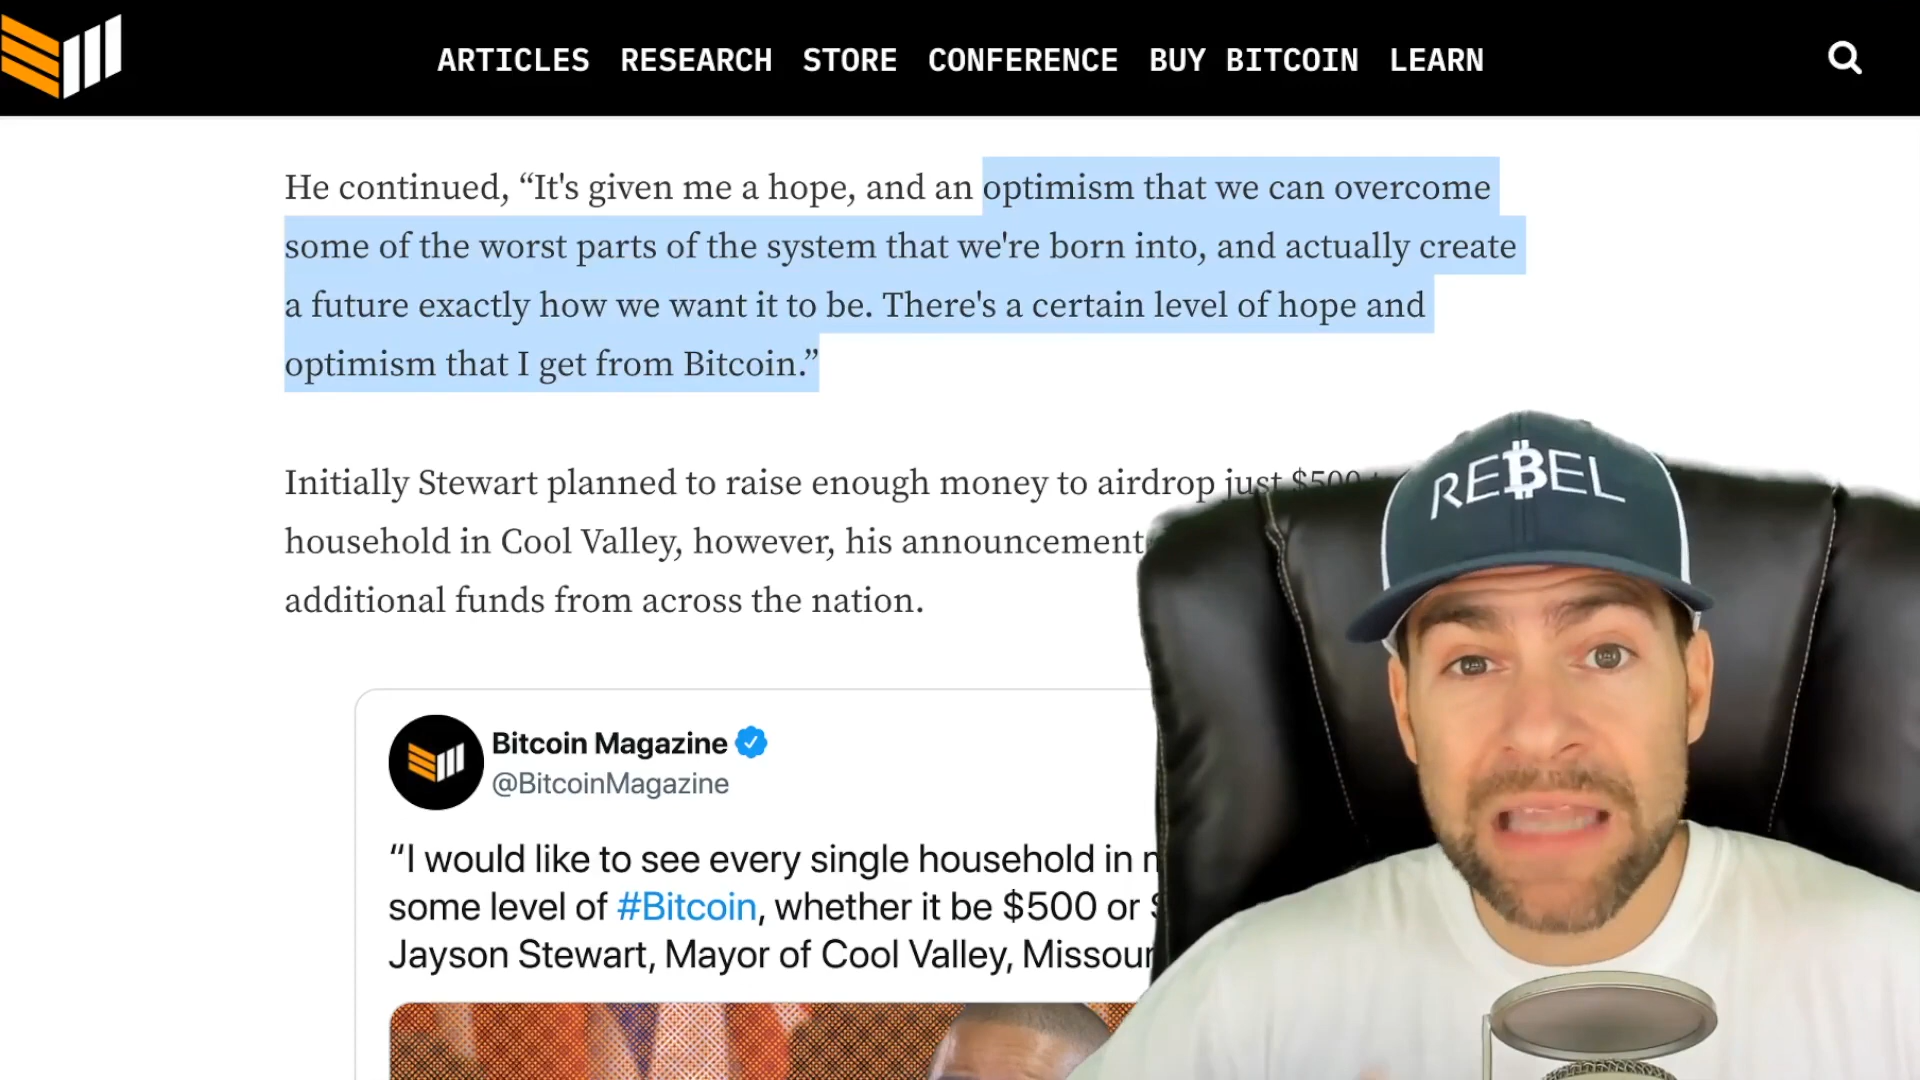 ARTICLES RESEARCH STORE CONFERENCE BUY BITCOIN LEARN
He continued, “It's given me a hope, and an optimism that we can overcome
some of the worst parts of the system that we're born into, and actually create
a future exactly how we want it to be. There's a certain level of hope and
optimism that I get from Bitcoin.”
Initially Stewart planned to raise enough money to airdrop just $500
household in Cool Valley, however, his announcement
additional funds from across the nation.
REBEL
Bitcoin Magazine
@BitcoinMagazine
“I would like to see every single household in
some level of #Bitcoin, whether it be $500 or
Jayson Stewart, Mayor of Cool Valley,